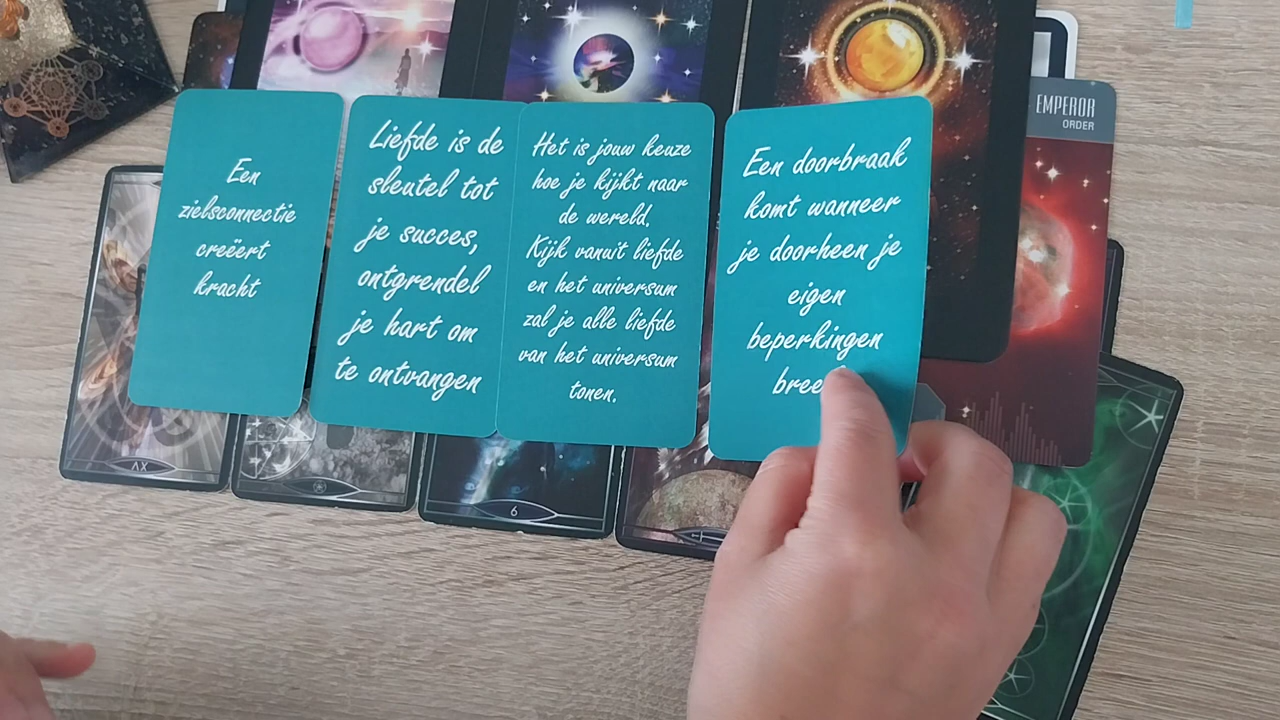 EMPEROR
ORDER
Een
zielsconnectie
creëert
kracht
Liefde is de
sleutel tot
je succes,
ontgrendel
je hart om
te ontvangen
Het is jouw keuze
hoe je kijkt naar
de wereld.
Kijk vanuit liefde
en het universum
zal je alle liefde
van het universum
tonen.
Een doorbraak
komt wanneer
je doorheen je
eigen
beperkingen
XV
6